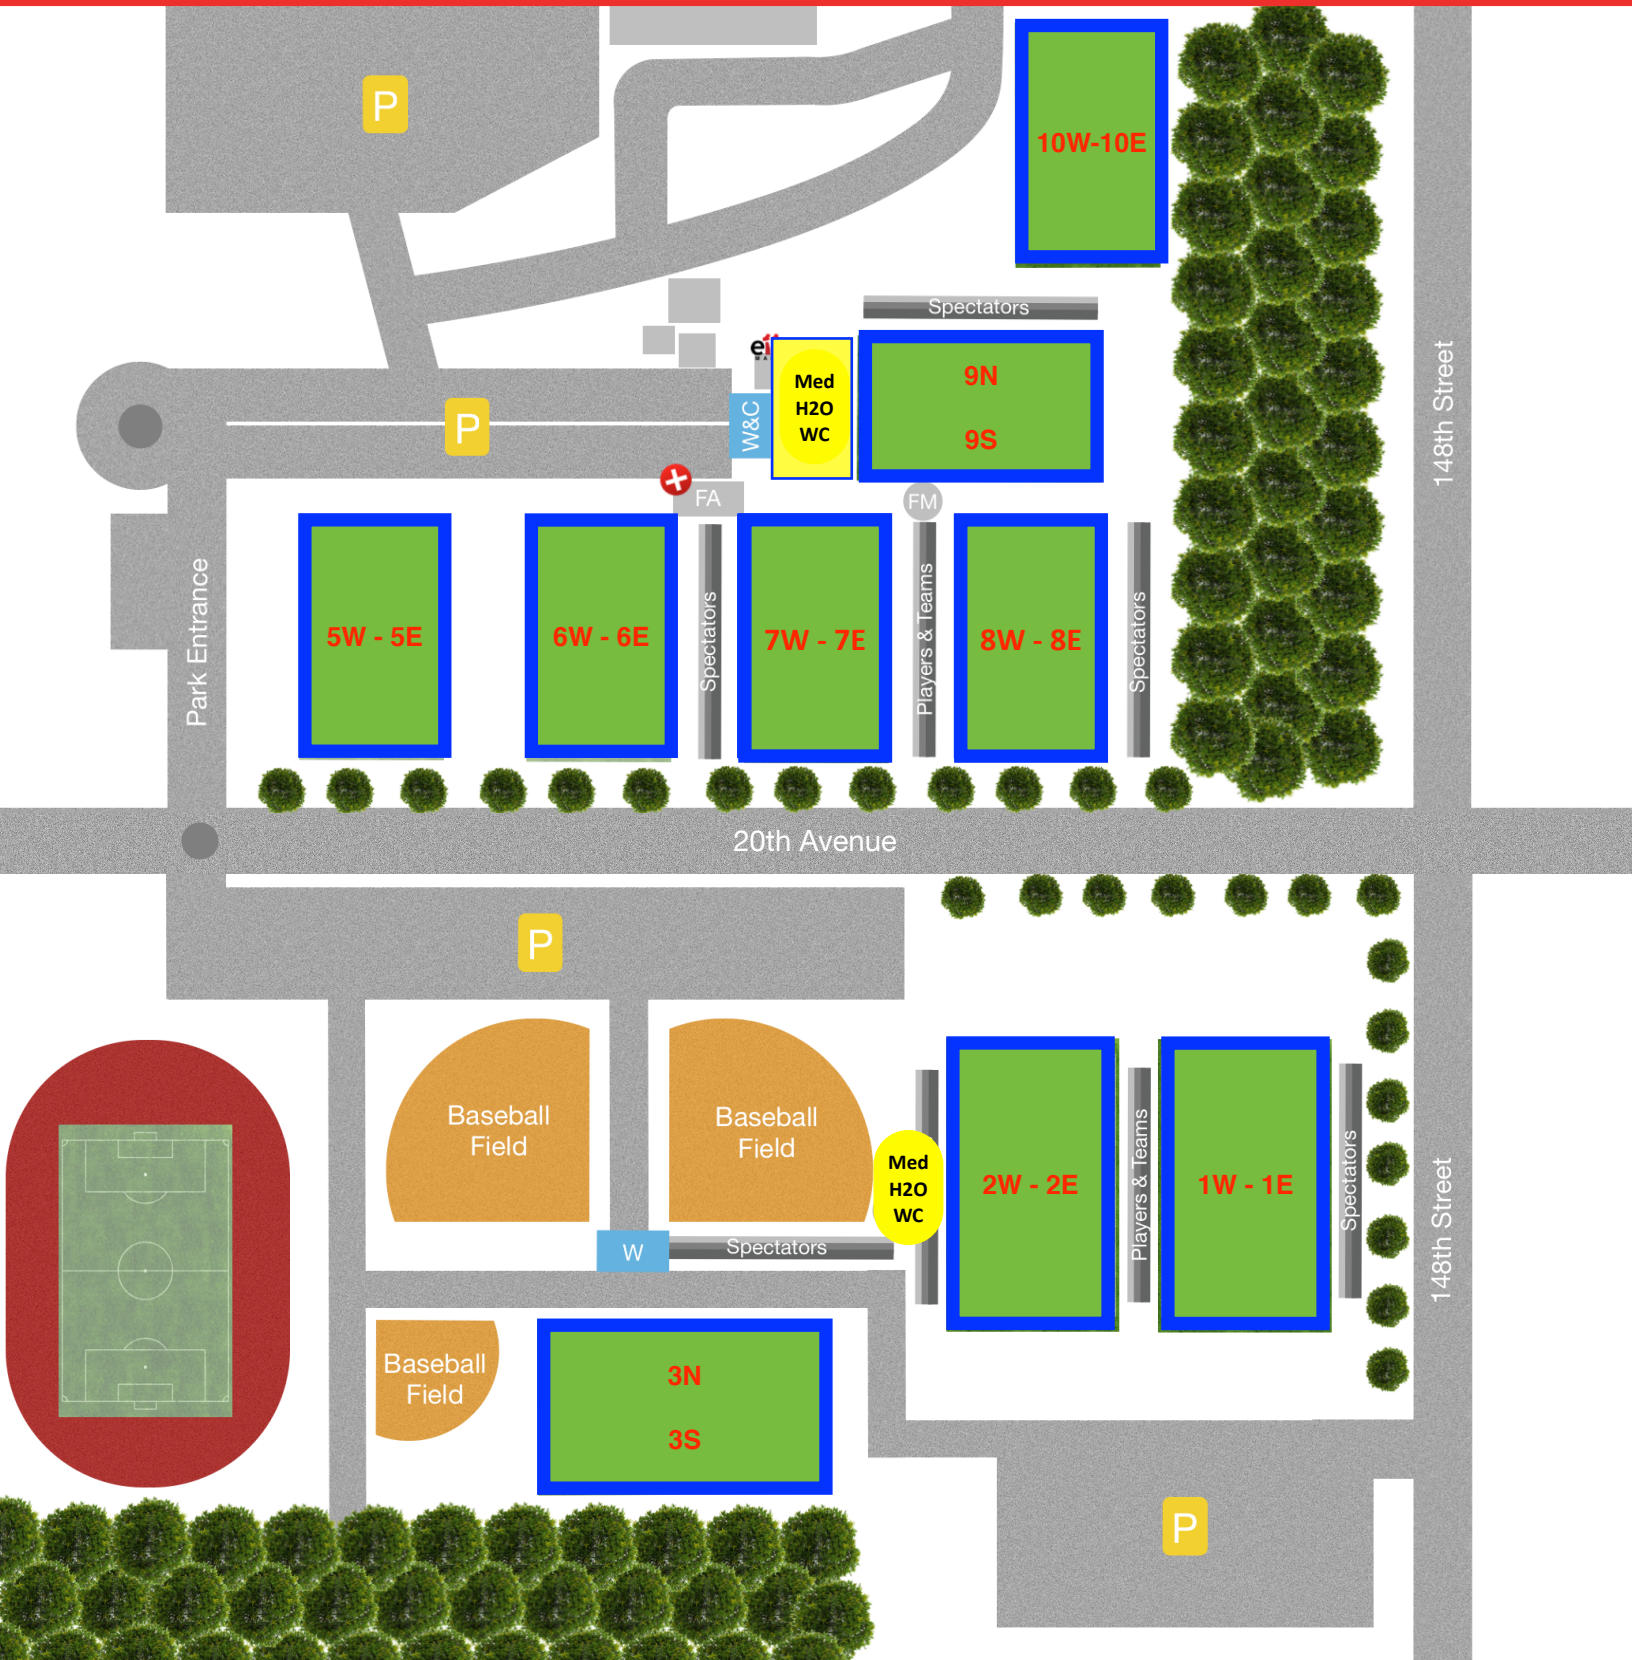 P
10W-10E
Spectators
Med
H2O
WC
9N
9S
W&C
P
FA
FM
148th Street
Park Entrance
5W - 5E
6W - 6E
Spectators
7W - 7E
Players & Teams
8W - 8E
Spectators
20th Avenue
P
Baseball
Field
Baseball
Field
Med
H2O
WC
2W - 2E
Players & Teams
1W - 1E
Spectators
148th Street
W
Spectators
Baseball
Field
3N
3S
P